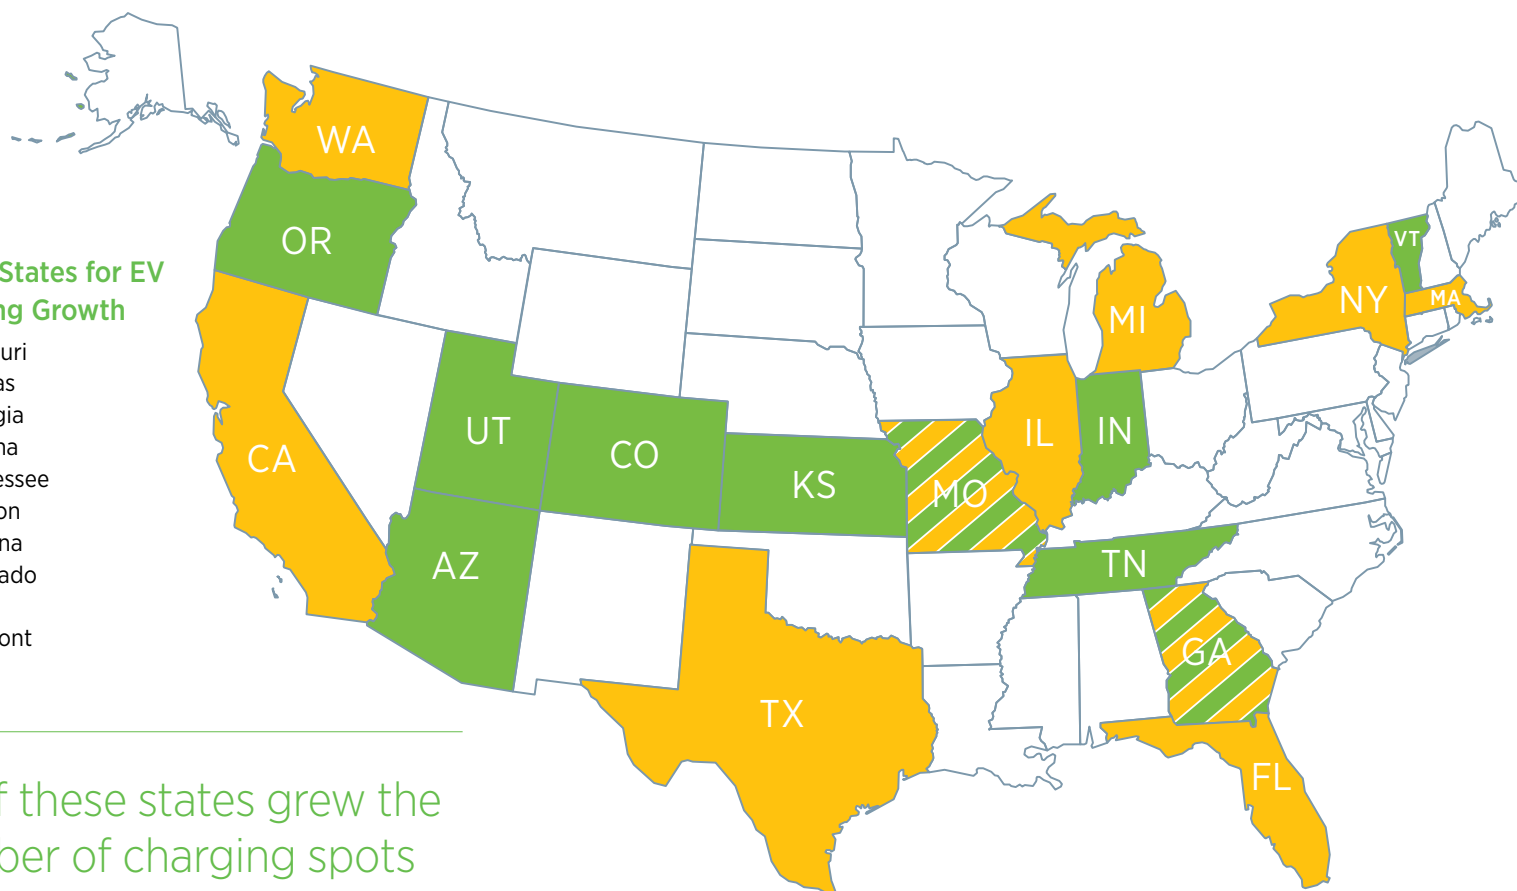 States for EV
ng Growth
uri
as
gia
na
essee
on
na
ado
ont
f these states grew the
ber of charging spots
WA
OR
CA
UT
CO
KS
AZ
MO
IL
IN
MI
NY
VT
MA
TN
GA
TX
FL